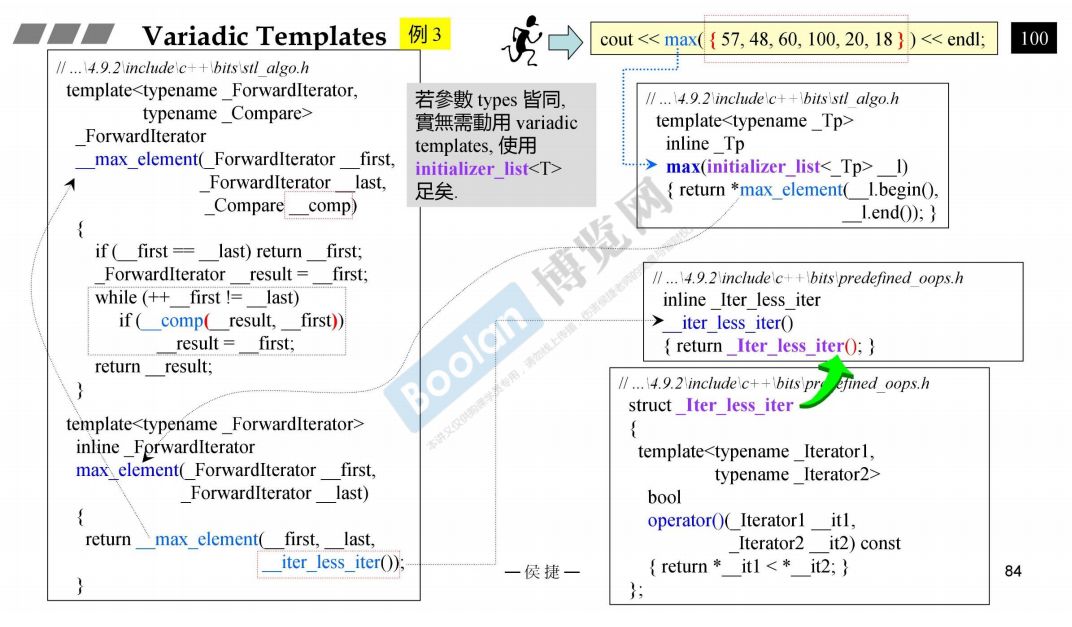 Variadic Templates 例 3
cout << max( { 57, 48, 60, 100, 20, 18 } ) << endl;
100
// ...\4.9.2\include\c++\bits\stl_algo.h
template<typename _ForwardIterator,
typename _Compare>
_ForwardIterator
__max_element(_ForwardIterator __first,
_ForwardIterator __last,
_Compare __comp)
{
if (__first == __last) return __first;
_ForwardIterator __result = __first;
while (++__first != __last)
if (__comp(__result, __first))
__result = __first;
return __result;
}
template<typename _ForwardIterator>
inline _ForwardIterator
max_element(_ForwardIterator __first,
_ForwardIterator __last)
{
return __max_element(__first, __last,
__iter_less_iter());
}
若參數 types 皆同,
實無需動用 variadic
templates, 使用
initializer_list<T>
足矣.
// ...\4.9.2\include\c++\bits\stl_algo.h
template<typename _Tp>
inline _Tp
max(initializer_list<_Tp> __l)
{ return *max_element(__l.begin(),
__l.end()); }
// ...\4.9.2\include\c++\bits\predefined_oops.h
inline _Iter_less_iter
__iter_less_iter()
{ return _Iter_less_iter(); }
// ...\4.9.2\include\c++\bits\predefined_oops.h
struct _Iter_less_iter
{
template<typename _Iterator1,
typename _Iterator2>
bool
operator()(_Iterator1 __it1,
_Iterator2 __it2) const
{ return *__it1 < *__it2; }
};
Boolan 博览网
—侯捷—
84